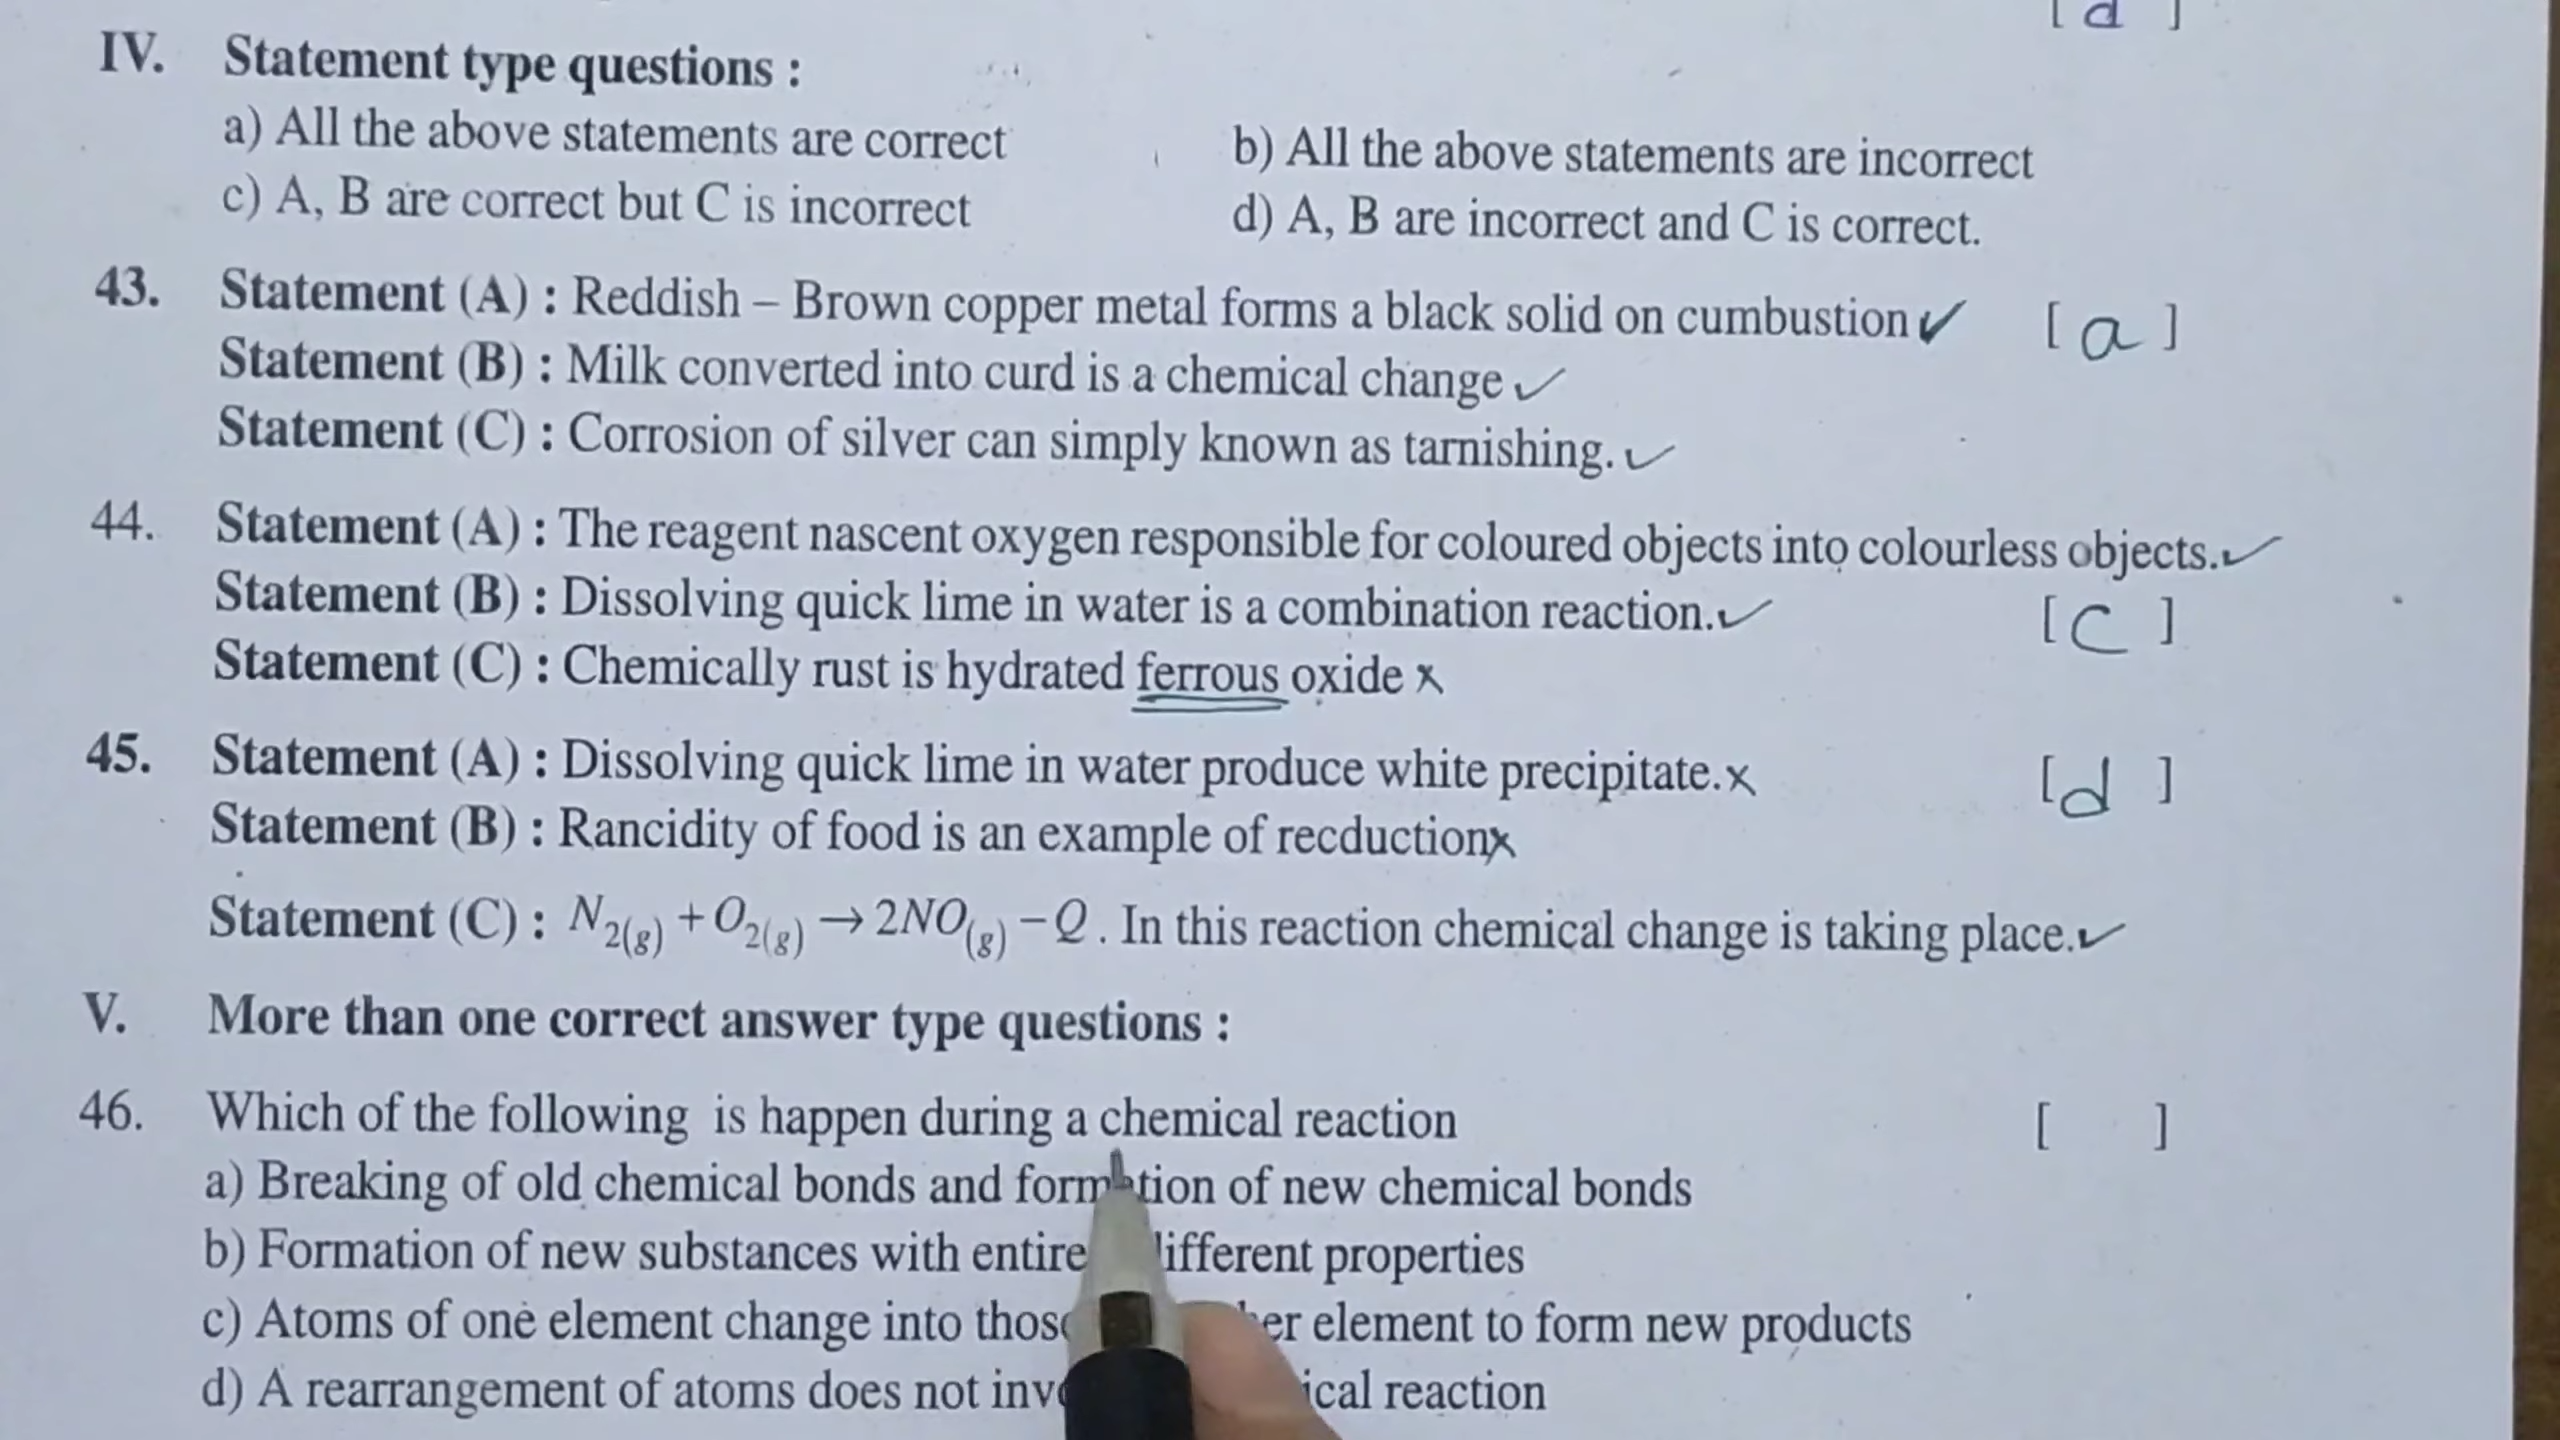 [ d ]
IV. Statement type questions :
a) All the above statements are correct b) All the above statements are incorrect
c) A, B are correct but C is incorrect d) A, B are incorrect and C is correct.
43. Statement (A) : Reddish – Brown copper metal forms a black solid on cumbustion ✓ [ a ]
Statement (B) : Milk converted into curd is a chemical change ✓
Statement (C) : Corrosion of silver can simply known as tarnishing. ✓
44. Statement (A) : The reagent nascent oxygen responsible for coloured objects into colourless objects. ✓
Statement (B) : Dissolving quick lime in water is a combination reaction. ✓ [ C ]
Statement (C) : Chemically rust is hydrated ferrous oxide x
45. Statement (A) : Dissolving quick lime in water produce white precipitate. x [ d ]
Statement (B) : Rancidity of food is an example of recduction x
Statement (C) : N2(g) + O2(g) → 2NO(g) – Q . In this reaction chemical change is taking place. ✓
V. More than one correct answer type questions :
46. Which of the following is happen during a chemical reaction [ ]
a) Breaking of old chemical bonds and formation of new chemical bonds
b) Formation of new substances with different properties
c) Atoms of one element change into element to form new products
d) A rearrangement of atoms does not reaction